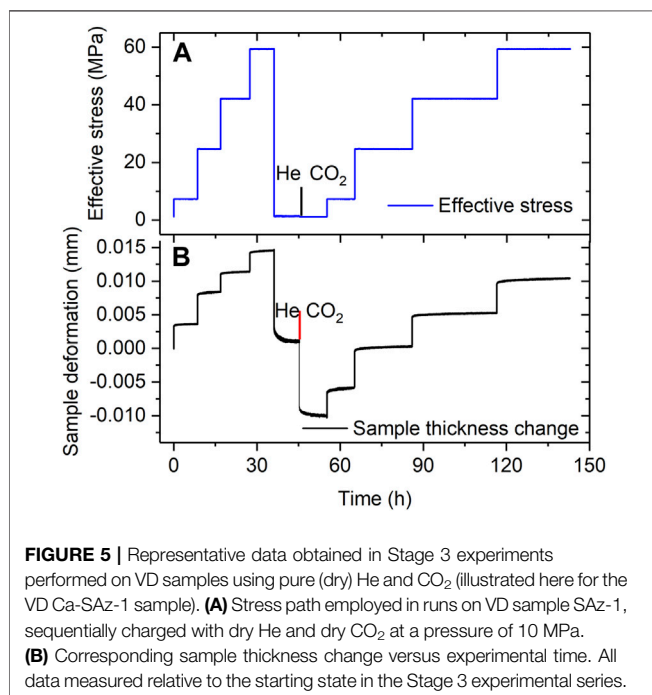 60
40
20
0
Effective stress (MPa)
A
He CO2
Effective stress
0.015
0.010
0.005
0.000
-0.005
-0.010
Sample deformation (mm)
B
He CO2
Sample thickness change
0 30 60 90 120 150
Time (h)
FIGURE 5 | Representative data obtained in Stage 3 experiments
performed on VD samples using pure (dry) He and CO2 (illustrated here for the
VD Ca-SAz-1 sample). (A) Stress path employed in runs on VD sample SAz-1,
sequentially charged with dry He and dry CO2 at a pressure of 10 MPa.
(B) Corresponding sample thickness change versus experimental time. All
data measured relative to the starting state in the Stage 3 experimental series.